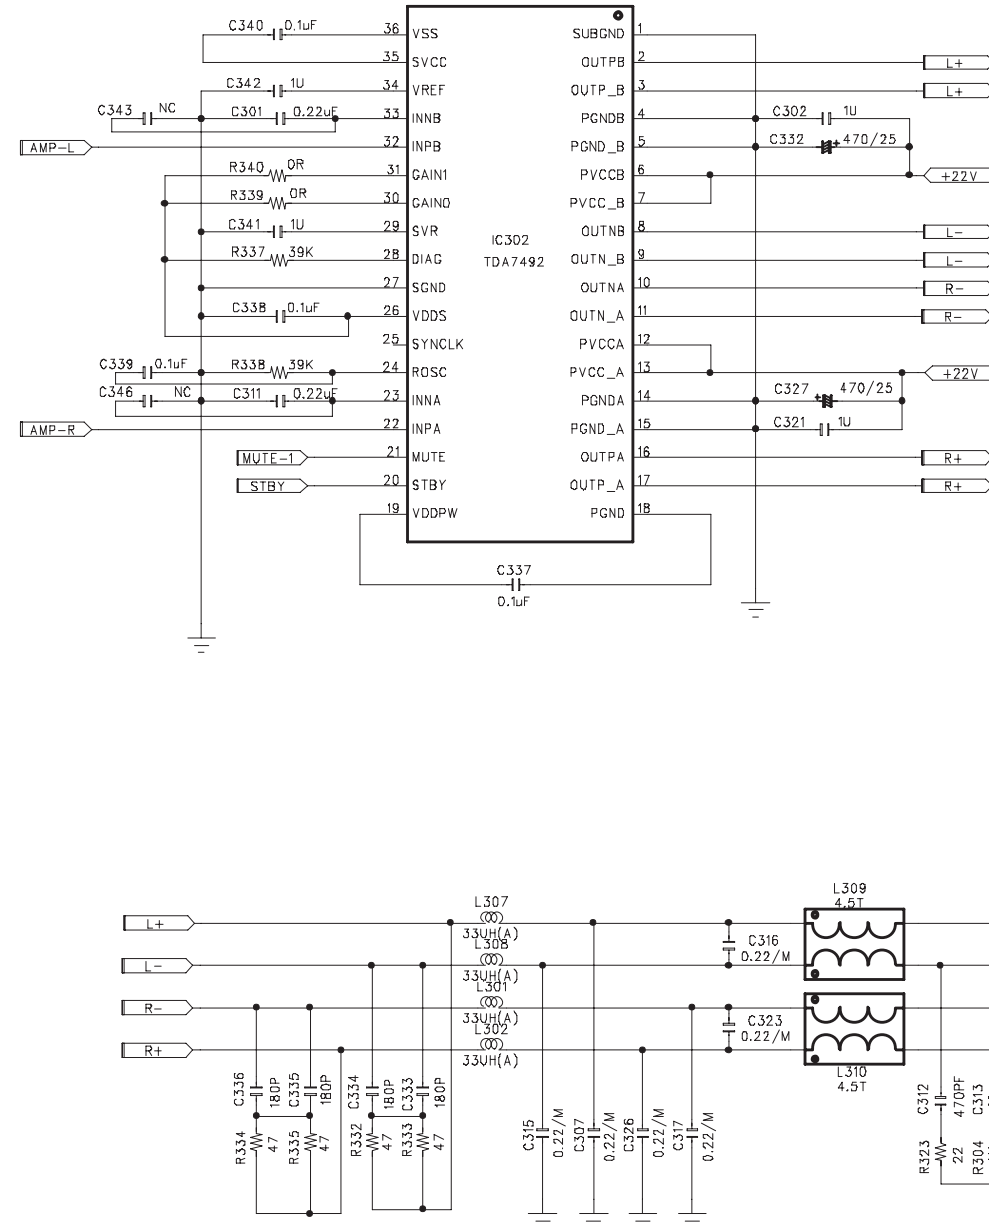 C340 0.1uF 36 VSS SUBGND 1
35 SVCC OUTPB 2 L+
C342 1U 34 VREF OUTP_B 3 L+
C343 NC C301 0.22uF 33 INNB PGNDB 4 C302 1U
AMP-L 32 INPB PGND_B 5 C332 + 470/25
R340 0R 31 GAIN1 PVCCB 6 +22V
R339 0R 30 GAIN0 PVCC_B 7
C341 1U 29 SVR OUTNB 8 L-
IC302
R337 39K 28 DIAG TDA7492 OUTN_B 9 L-
27 SGND OUTNA 10 R-
C338 0.1uF 26 VDDS OUTN_A 11 R-
25 SYNCLK PVCCA 12
C339 0.1uF R338 39K 24 ROSC PVCC_A 13 +22V
C346 NC C311 0.22uF 23 INNA PGNDA 14 C327 + 470/25
AMP-R 22 INPA PGND_A 15 C321 1U
MUTE-1 21 MUTE OUTPA 16 R+
STBY 20 STBY OUTP_A 17 R+
19 VDDPW PGND 18
C337
0.1uF
L309
4.5T
L307
L+
33UH(A)
L308
C316
0.22/M
L-
33UH(A)
L301
R-
33UH(A)
L302
C323
0.22/M
R+
33UH(A)
L310
4.5T
C336 180P C335 180P C334 180P C333 180P
C312 470PF C313
R334 47 R335 47 R332 47 R333 47
C315 0.22/M C307 0.22/M C326 0.22/M C317 0.22/M
R323 22 R304